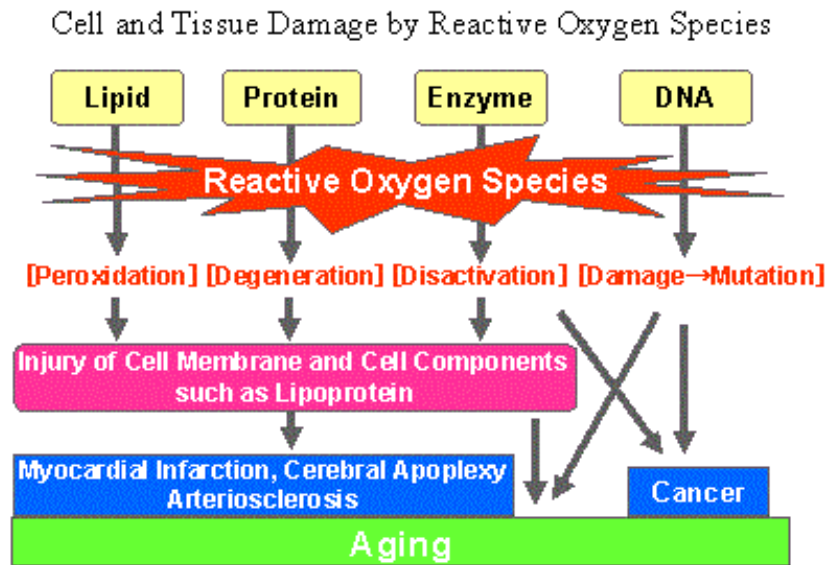 Cell and Tissue Damage by Reactive Oxygen Species
Lipid Protein Enzyme DNA
Reactive Oxygen Species
[Peroxidation] [Degeneration] [Disactivation] [Damage→Mutation]
Injury of Cell Membrane and Cell Components
such as Lipoprotein
Myocardial Infarction, Cerebral Apoplexy
Arteriosclerosis
Cancer
Aging